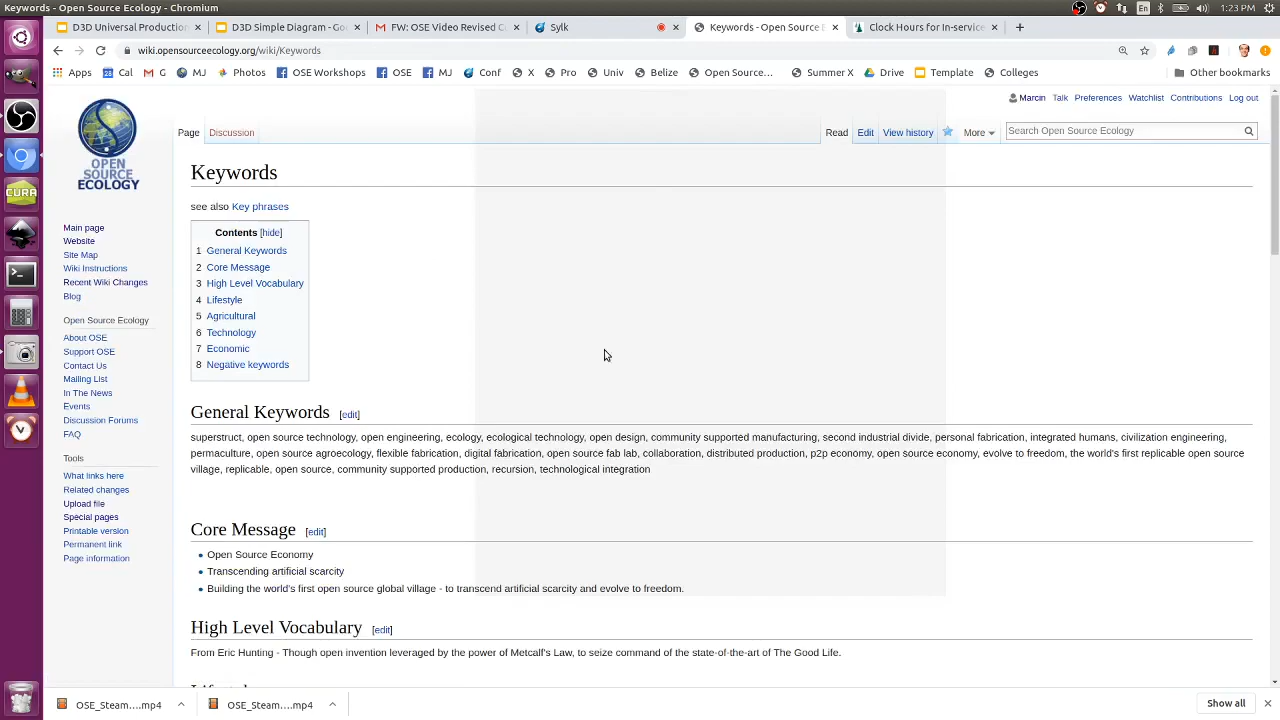 Keywords - Open Source Ecology - Chromium
En
1:23 PM
D3D Universal Production
D3D Simple Diagram - Goo
FW: OSE Video Revised C
Sylk
Keywords - Open Source E
Clock Hours for In-service
wiki.opensourceecology.org/wiki/Keywords
Apps
Cal
G
MJ
Photos
OSE Workshops
OSE
MJ
Conf
X
Pro
Univ
Belize
Open Source...
Summer X
Drive
Template
Colleges
Other bookmarks
Marcin
Talk
Preferences
Watchlist
Contributions
Log out
OPEN
SOURCE
ECOLOGY
Page
Discussion
Read
Edit
View history
More
Search Open Source Ecology
Main page
Website
Site Map
Wiki Instructions
Recent Wiki Changes
Blog
Open Source Ecology
About OSE
Support OSE
Contact Us
Mailing List
In The News
Events
Discussion Forums
FAQ
Tools
What links here
Related changes
Upload file
Special pages
Printable version
Permanent link
Page information
Keywords
see also Key phrases
Contents [hide]
1 General Keywords
2 Core Message
3 High Level Vocabulary
4 Lifestyle
5 Agricultural
6 Technology
7 Economic
8 Negative keywords
General Keywords [edit]
superstruct, open source technology, open engineering, ecology, ecological technology, open design, community supported manufacturing, second industrial divide, personal fabrication, integrated humans, civilization engineering,
permaculture, open source agroecology, flexible fabrication, digital fabrication, open source fab lab, collaboration, distributed production, p2p economy, open source economy, evolve to freedom, the world's first replicable open source
village, replicable, open source, community supported production, recursion, technological integration
Core Message [edit]
Open Source Economy
Transcending artificial scarcity
Building the world's first open source global village - to transcend artificial scarcity and evolve to freedom.
High Level Vocabulary [edit]
From Eric Hunting - Though open invention leveraged by the power of Metcalf's Law, to seize command of the state-of-the-art of The Good Life.
CURA
OSE_Steam....mp4
OSE_Steam....mp4
Show all